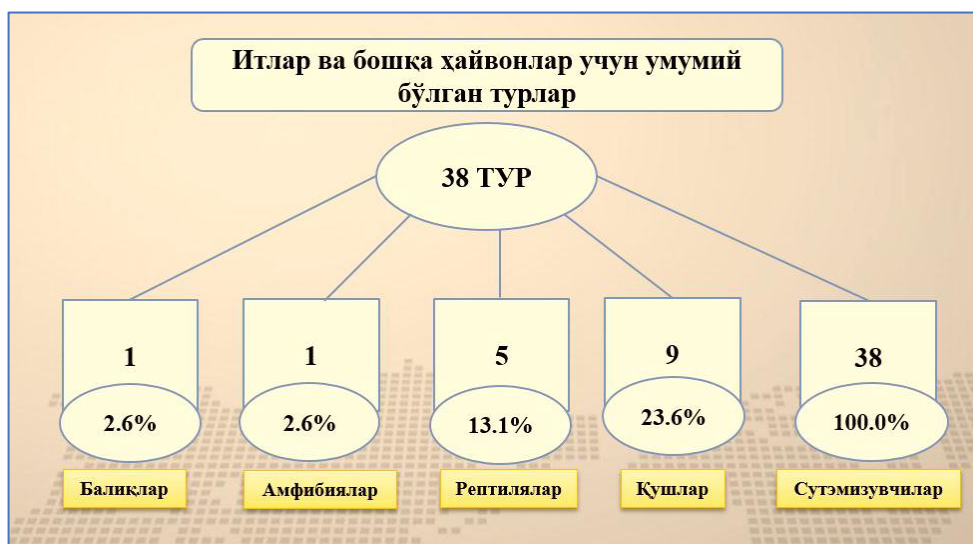 Итлар ва бошқа ҳайвонлар учун умумий
бўлган турлар
38 ТУР
1
1
5
9
38
2.6%
2.6%
13.1%
23.6%
100.0%
Балиқлар
Амфибиялар
Рептилялар
Қушлар
Сутэмизувчилар